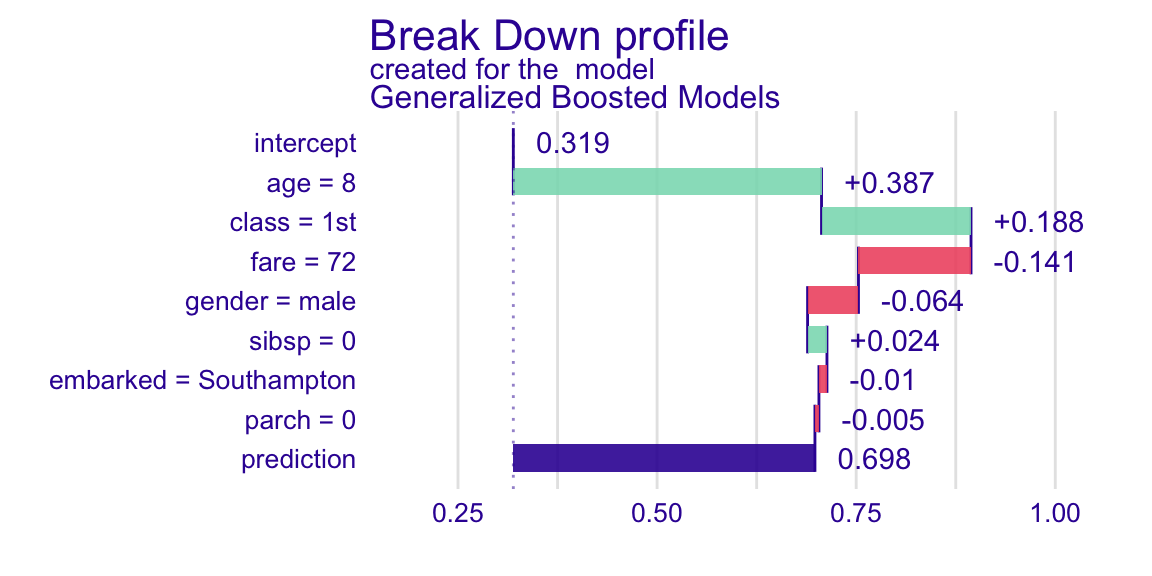 Break Down profile
created for the  model
Generalized Boosted Models
intercept 0.319
age = 8 +0.387
class = 1st +0.188
fare = 72 -0.141
gender = male -0.064
sibsp = 0 +0.024
embarked = Southampton -0.01
parch = 0 -0.005
prediction 0.698
0.25 0.50 0.75 1.00